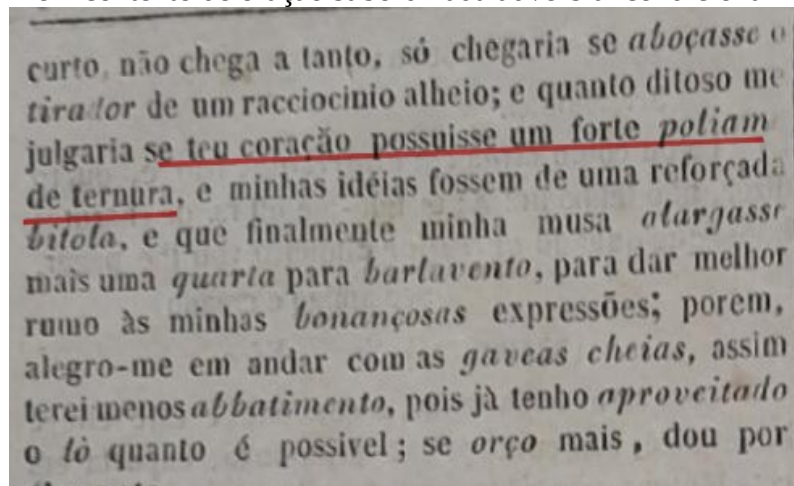 curto, não chega a tanto, só chegaria se aboçasse o
tirador de um racciocinio alheio; e quanto ditoso me
julgaria se teu coração possuisse um forte poliam
de ternura, e minhas idéias fossem de uma reforçada
bitola, e que finalmente minha musa alargasse
mais uma quarta para barlavento, para dar melhor
rumo às minhas bonançosas expressões; porem,
alegro-me em andar com as gaveas cheias, assim
terei menos abbatimento, pois jà tenho aproveitado
o lò quanto é possivel; se orço mais, dou por